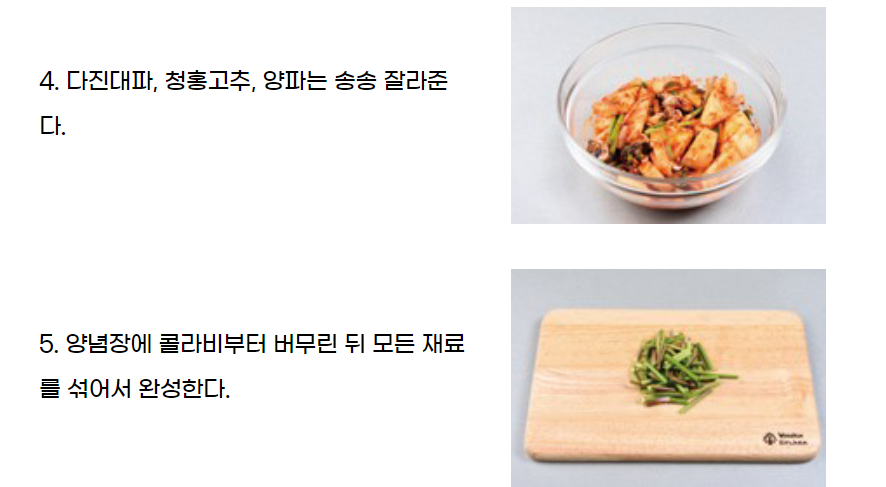 4. 다진대파, 청홍고추, 양파는 송송 잘라준
다.
5. 양념장에 콜라비부터 버무린 뒤 모든 재료
를 섞어서 완성한다.